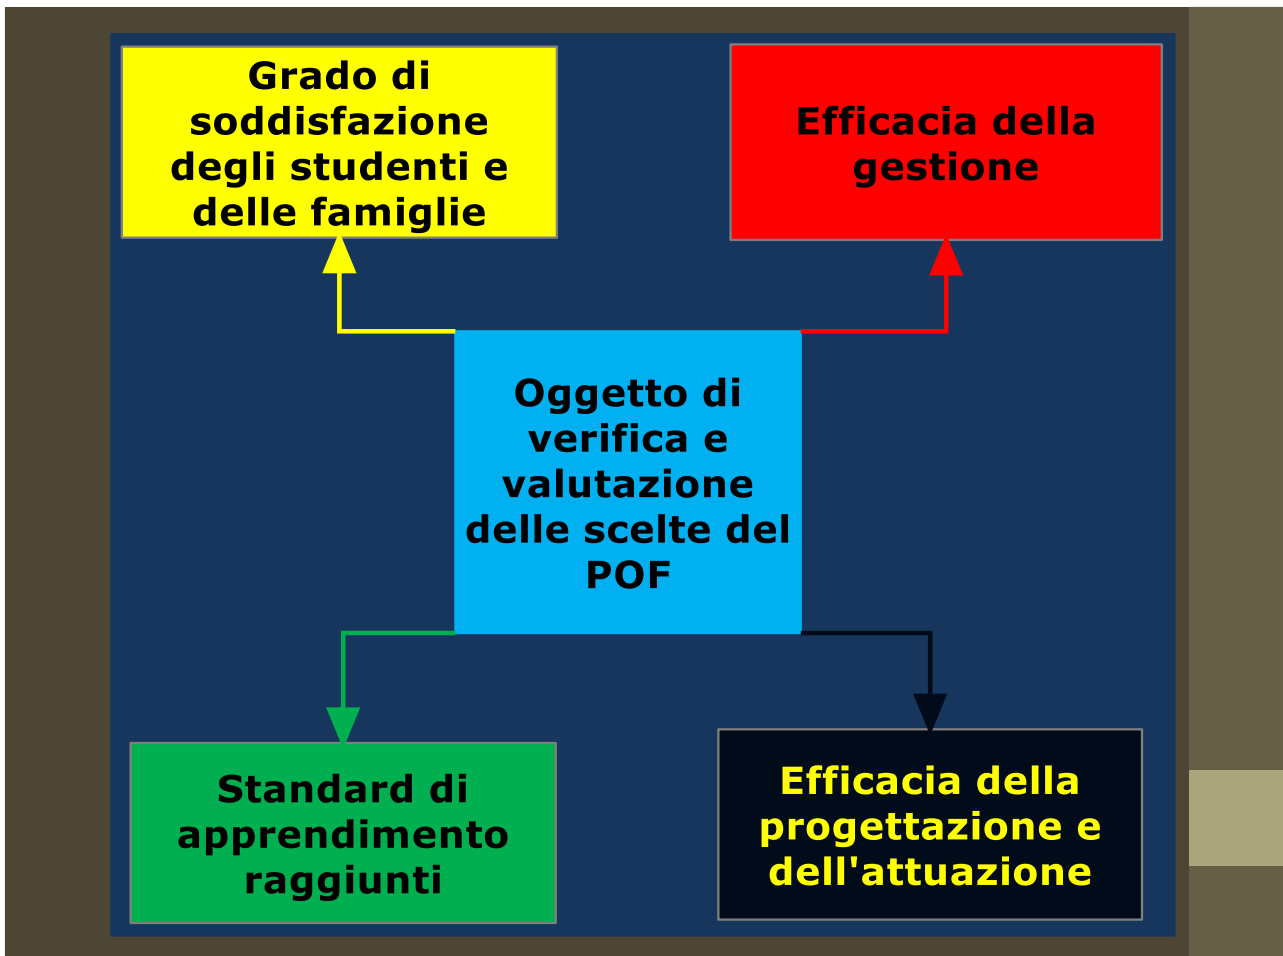 Grado di
soddisfazione
degli studenti e
delle famiglie
Efficacia della
gestione
Oggetto di
verifica e
valutazione
delle scelte del
POF
Standard di
apprendimento
raggiunti
Efficacia della
progettazione e
dell'attuazione